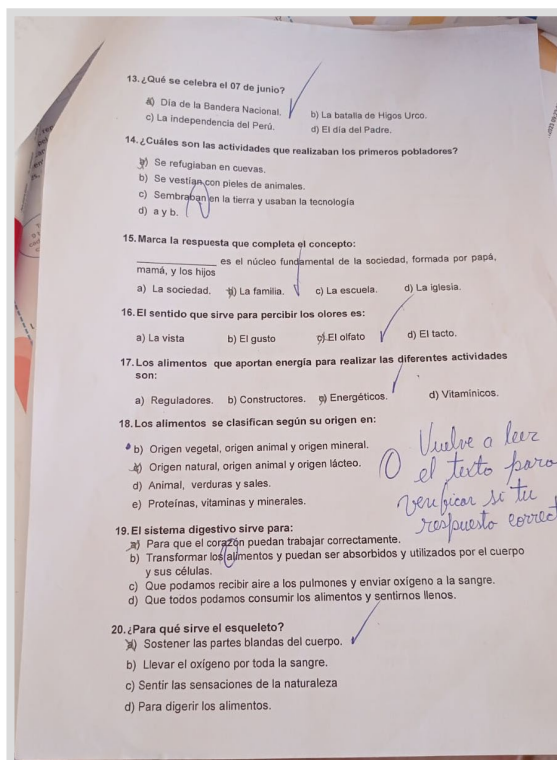 13. ¿Qué se celebra el 07 de junio?
a) Día de la Bandera Nacional.
b) La batalla de Higos Urco.
c) La independencia del Perú.
d) El día del Padre.
14. ¿Cuáles son las actividades que realizaban los primeros pobladores?
a) Se refugiaban en cuevas.
b) Se vestían con pieles de animales.
c) Sembraban en la tierra y usaban la tecnología
d) a y b.
15. Marca la respuesta que completa el concepto:
____________ es el núcleo fundamental de la sociedad, formada por papá,
mamá, y los hijos
a) La sociedad. b) La familia. c) La escuela. d) La iglesia.
16. El sentido que sirve para percibir los olores es:
a) La vista b) El gusto c) El olfato d) El tacto.
17. Los alimentos que aportan energía para realizar las diferentes actividades
son:
a) Reguladores. b) Constructores. c) Energéticos. d) Vitamínicos.
18. Los alimentos se clasifican según su origen en:
b) Origen vegetal, origen animal y origen mineral.
c) Origen natural, origen animal y origen lácteo.
d) Animal, verduras y sales.
e) Proteínas, vitaminas y minerales.
Vuelve a leer
el texto para
verificar si tu
respuesta correct
19. El sistema digestivo sirve para:
a) Para que el corazón puedan trabajar correctamente.
b) Transformar los alimentos y puedan ser absorbidos y utilizados por el cuerpo
y sus células.
c) Que podamos recibir aire a los pulmones y enviar oxígeno a la sangre.
d) Que todos podamos consumir los alimentos y sentirnos llenos.
20. ¿Para qué sirve el esqueleto?
a) Sostener las partes blandas del cuerpo.
b) Llevar el oxígeno por toda la sangre.
c) Sentir las sensaciones de la naturaleza
d) Para digerir los alimentos.